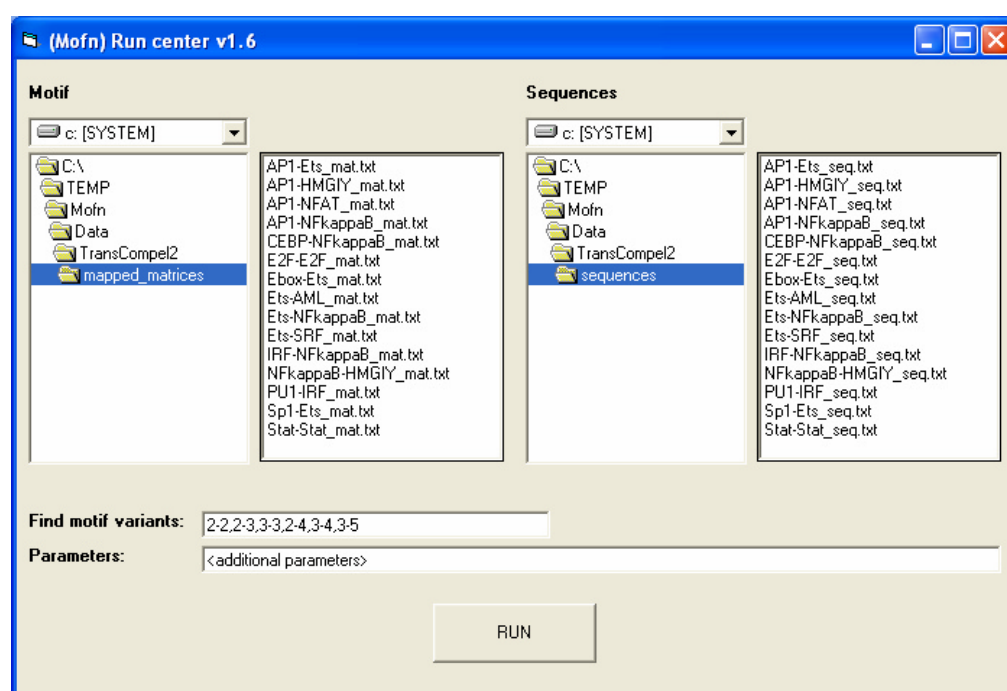 (Mofn) Run center v1.6
Motif
c: [SYSTEM]
C:\
TEMP
Mofn
Data
TransCompel2
mapped_matrices
AP1-Ets_mat.txt
AP1-HMGIY_mat.txt
AP1-NFAT_mat.txt
AP1-NFkappaB_mat.txt
CEBP-NFkappaB_mat.txt
E2F-E2F_mat.txt
Ebox-Ets_mat.txt
Ets-AML_mat.txt
Ets-NFkappaB_mat.txt
Ets-SRF_mat.txt
IRF-NFkappaB_mat.txt
NFkappaB-HMGIY_mat.txt
PU1-IRF_mat.txt
Sp1-Ets_mat.txt
Stat-Stat_mat.txt
Sequences
c: [SYSTEM]
C:\
TEMP
Mofn
Data
TransCompel2
sequences
AP1-Ets_seq.txt
AP1-HMGIY_seq.txt
AP1-NFAT_seq.txt
AP1-NFkappaB_seq.txt
CEBP-NFkappaB_seq.txt
E2F-E2F_seq.txt
Ebox-Ets_seq.txt
Ets-AML_seq.txt
Ets-NFkappaB_seq.txt
Ets-SRF_seq.txt
IRF-NFkappaB_seq.txt
NFkappaB-HMGIY_seq.txt
PU1-IRF_seq.txt
Sp1-Ets_seq.txt
Stat-Stat_seq.txt
Find motif variants: 2-2,2-3,3-3,2-4,3-4,3-5
Parameters: <additional parameters>
RUN